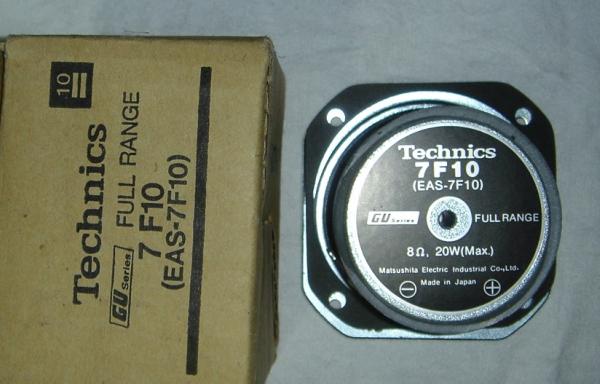 10
Technics
GU Series FULL RANGE
7 F10
(EAS-7F10)
Technics
7F10
(EAS-7F10)
GU Series FULL RANGE
8Ω, 20W(Max.)
Matsushita Electric Industrial Co.,Ltd.
Made in Japan
⊖ ⊕